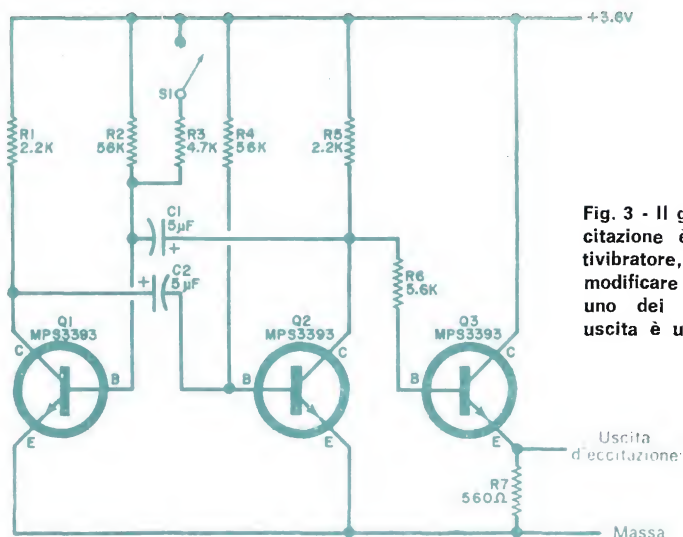 +3.6V
S1
R1
2.2K
R2
56K
R3
4.7K
R4
56K
R5
2.2K
C1
5µF
+
C2
5µF
+
R6
5.6K
Q1
MPS3393
Q2
MPS3393
Q3
MPS3393
C
B
E
C
B
E
C
B
E
Uscita
d'eccitazione
R7
560Ω
Massa
Fig. 3 - Il g
citazione è
tivibratore,
modificare
uno dei
uscita è u